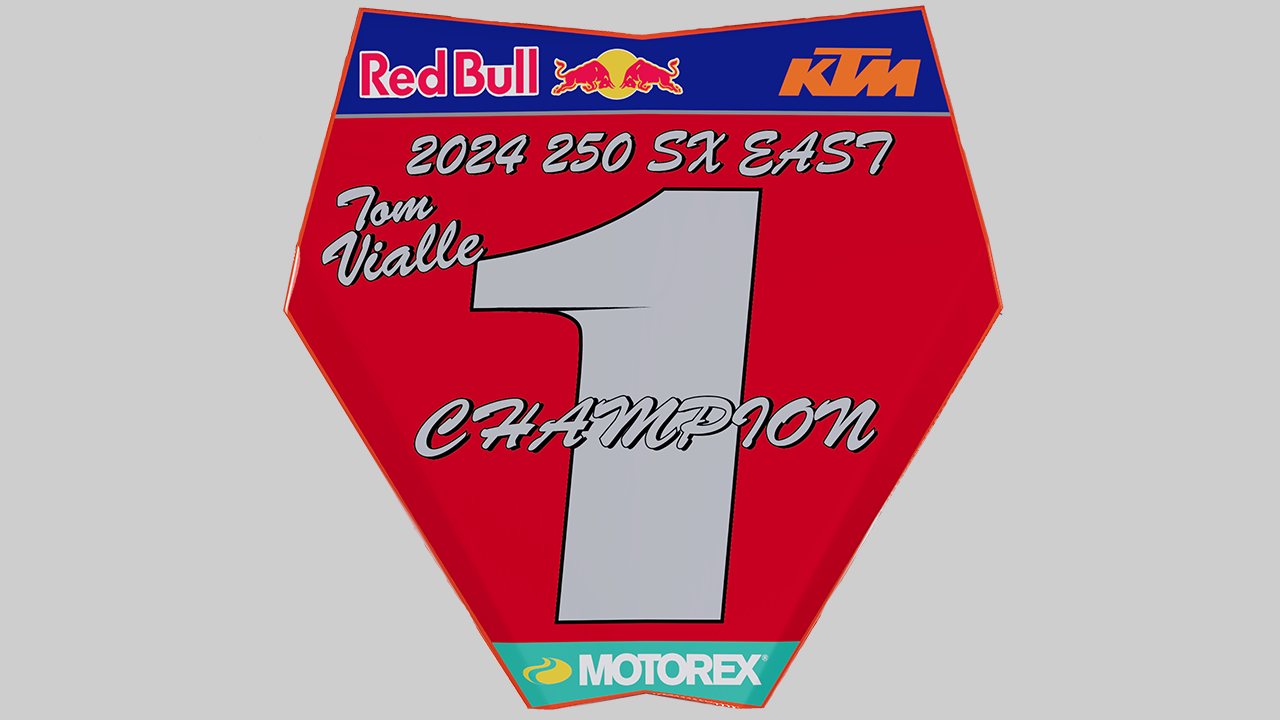 Red Bull KTM
2024 250 SX EAST
Tom
Vialle
1
CHAMPION
MOTOREX®